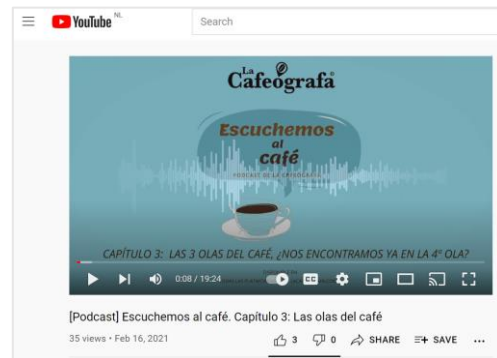 YouTube NL
Search
La
Cafeógrafa
Escuchemos
al
café
PODCAST DE LA CAFEÓGRAFA
CAPÍTULO 3: LAS 3 OLAS DEL CAFÉ, ¿NOS ENCONTRAMOS YA EN LA 4ª OLA?
0:08 / 19:24
CC
[Podcast] Escuchemos al café. Capítulo 3: Las olas del café
35 views • Feb 16, 2021
3
0
SHARE
SAVE